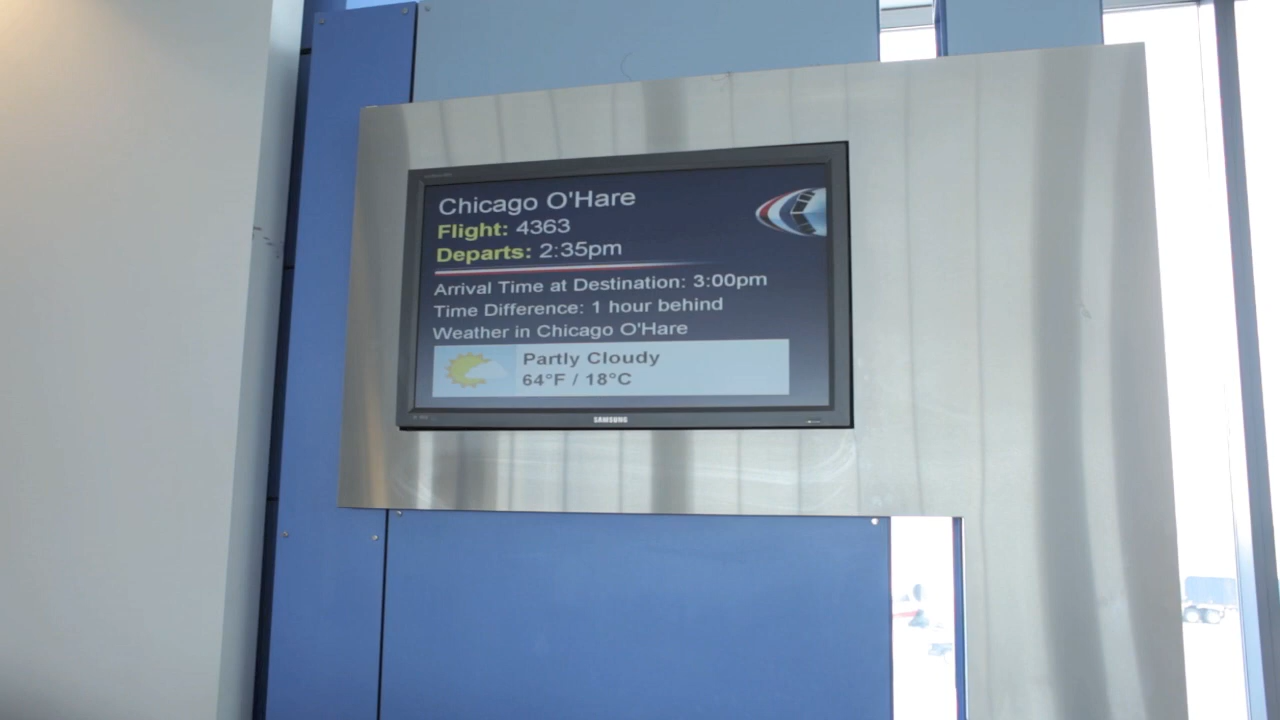 Chicago O'Hare
Flight: 4363
Departs: 2:35pm
Arrival Time at Destination: 3:00pm
Time Difference: 1 hour behind
Weather in Chicago O'Hare
Partly Cloudy
64°F / 18°C
SAMSUNG